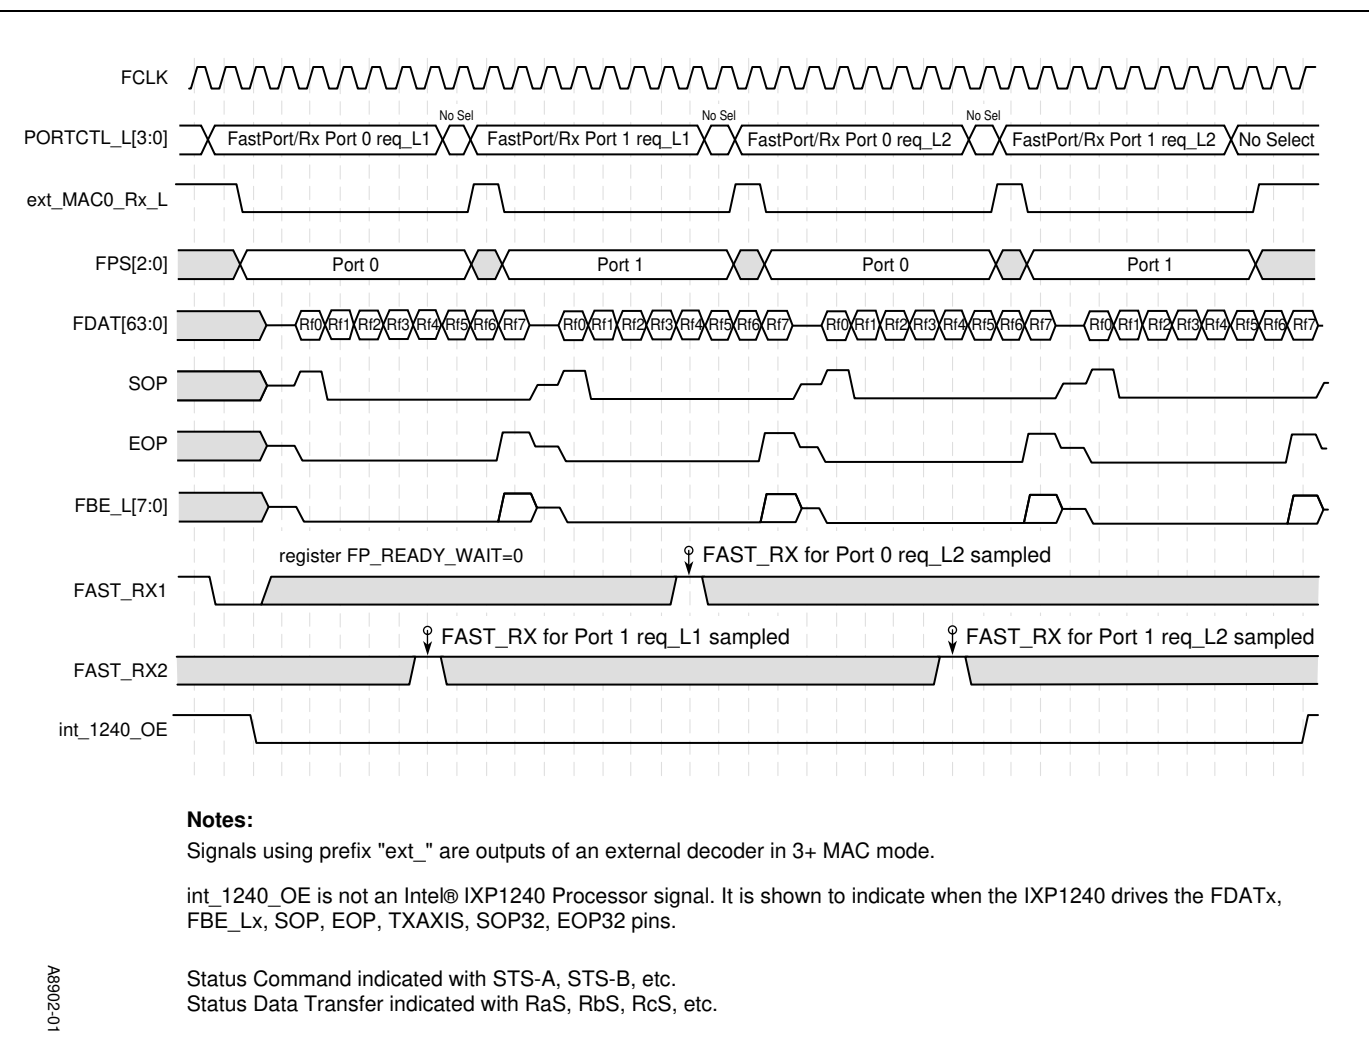 FCLK
No Sel No Sel No Sel
PORTCTL_L[3:0] FastPort/Rx Port 0 req_L1 FastPort/Rx Port 1 req_L1 FastPort/Rx Port 0 req_L2 FastPort/Rx Port 1 req_L2 No Select
ext_MAC0_Rx_L
FPS[2:0] Port 0 Port 1 Port 0 Port 1
FDAT[63:0] Rf0 Rf1 Rf2 Rf3 Rf4 Rf5 Rf6 Rf7 Rf0 Rf1 Rf2 Rf3 Rf4 Rf5 Rf6 Rf7 Rf0 Rf1 Rf2 Rf3 Rf4 Rf5 Rf6 Rf7 Rf0 Rf1 Rf2 Rf3 Rf4 Rf5 Rf6 Rf7
SOP
EOP
FBE_L[7:0]
register FP_READY_WAIT=0 FAST_RX for Port 0 req_L2 sampled
FAST_RX1
FAST_RX for Port 1 req_L1 sampled FAST_RX for Port 1 req_L2 sampled
FAST_RX2
int_1240_OE
Notes:
Signals using prefix "ext_" are outputs of an external decoder in 3+ MAC mode.
int_1240_OE is not an Intel® IXP1240 Processor signal. It is shown to indicate when the IXP1240 drives the FDATx,
FBE_Lx, SOP, EOP, TXAXIS, SOP32, EOP32 pins.
Status Command indicated with STS-A, STS-B, etc.
Status Data Transfer indicated with RaS, RbS, RcS, etc.
A8902-01